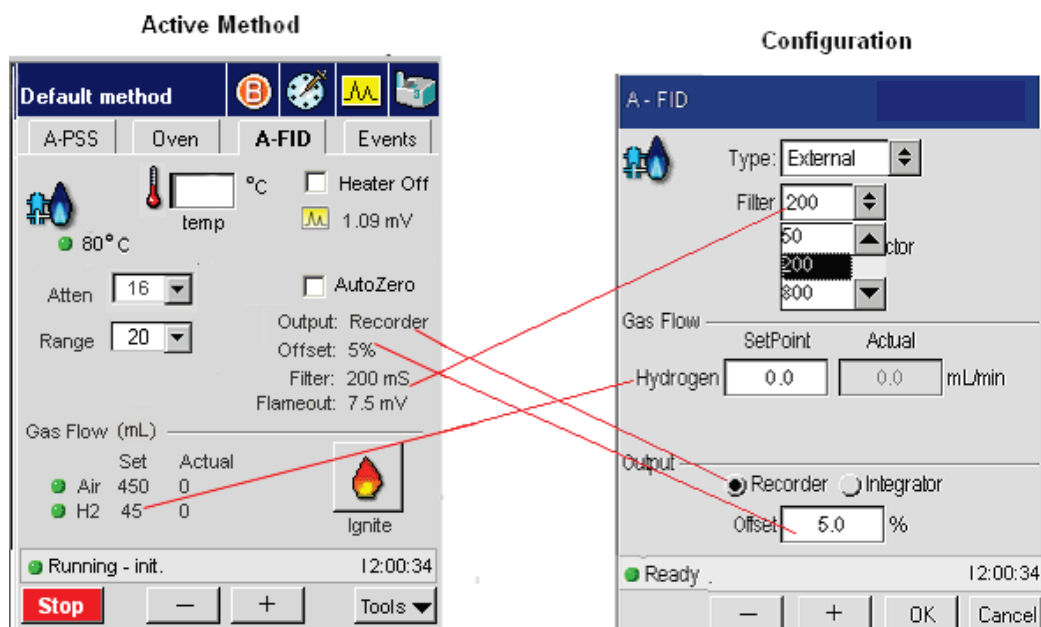 Active Method
Default method
B
A-PSS Oven A-FID Events
°C Heater Off
temp 1.09 mV
80°C
Atten 16 AutoZero
Range 20 Output: Recorder
Offset: 5%
Filter: 200 mS
Flameout: 7.5 mV
Gas Flow (mL)
Set Actual
Air 450 0
H2 45 0
Ignite
Running - init. 12:00:34
Stop − + Tools
Configuration
A - FID
Type: External
Filter 200
50
ctor
200
800
Gas Flow
SetPoint Actual
Hydrogen 0.0 0.0 mL/min
Output
Recorder Integrator
Offset 5.0 %
Ready 12:00:34
− + OK Cancel